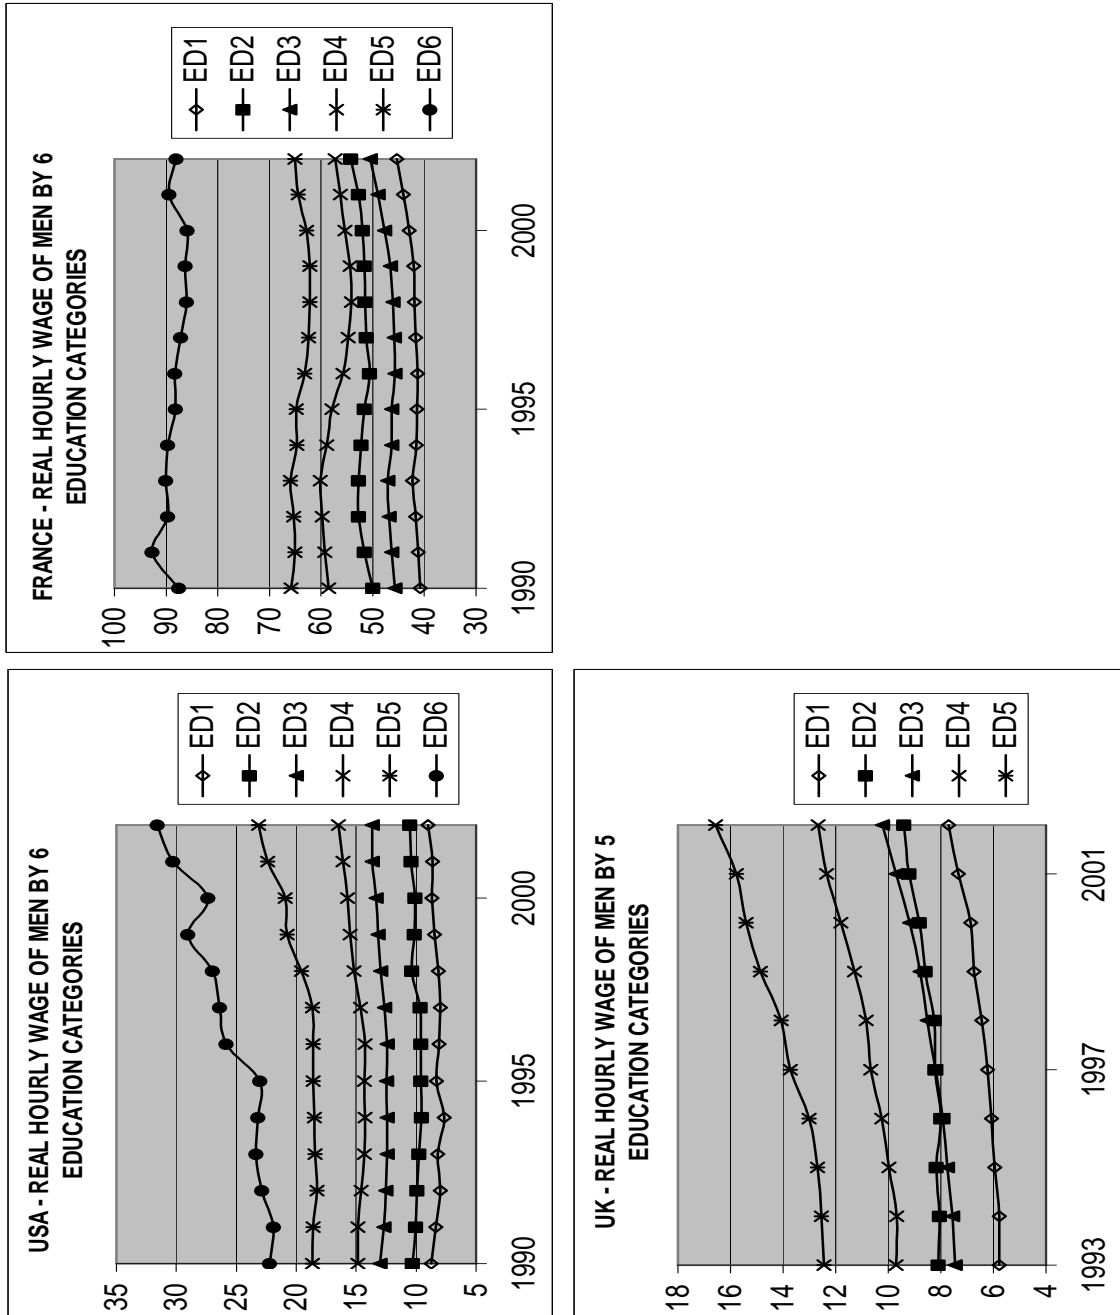 USA - REAL HOURLY WAGE OF MEN BY 6
EDUCATION CATEGORIES
35
30
25
20
15
10
5
1990
1995
2000
ED1
ED2
ED3
ED4
ED5
ED6
FRANCE - REAL HOURLY WAGE OF MEN BY 6
EDUCATION CATEGORIES
100
90
80
70
60
50
40
30
1990
1995
2000
ED1
ED2
ED3
ED4
ED5
ED6
UK - REAL HOURLY WAGE OF MEN BY 5
EDUCATION CATEGORIES
18
16
14
12
10
8
6
4
1993
1997
2001
ED1
ED2
ED3
ED4
ED5